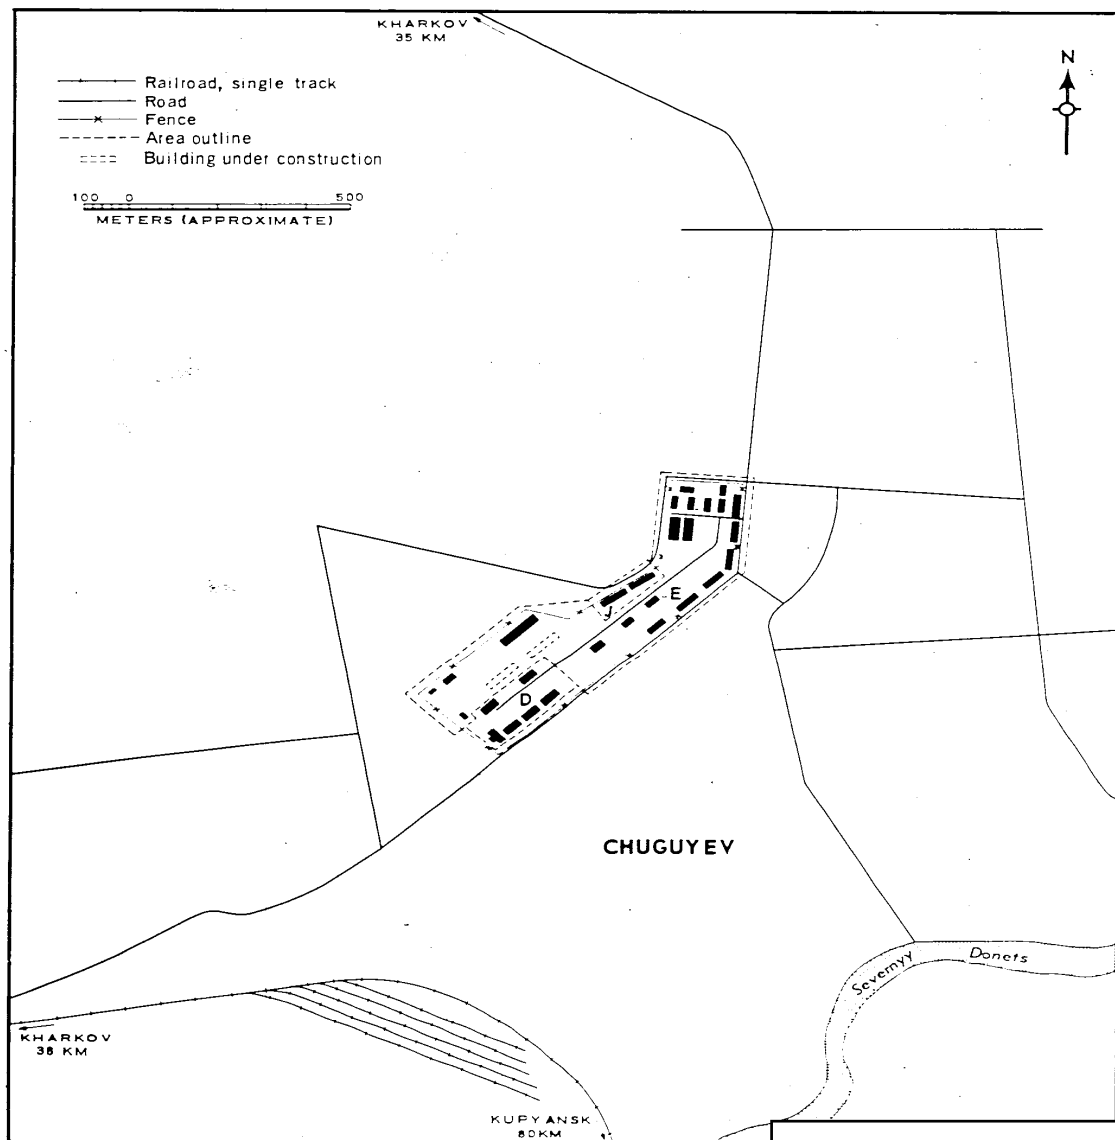 KHARKOV
35 KM
N
Railroad, single track
Road
Fence
Area outline
Building under construction
100 0 500
METERS (APPROXIMATE)
E
J
D
CHUGUYEV
Severnyy Donets
KHARKOV
38 KM
KUPYANSK
80KM